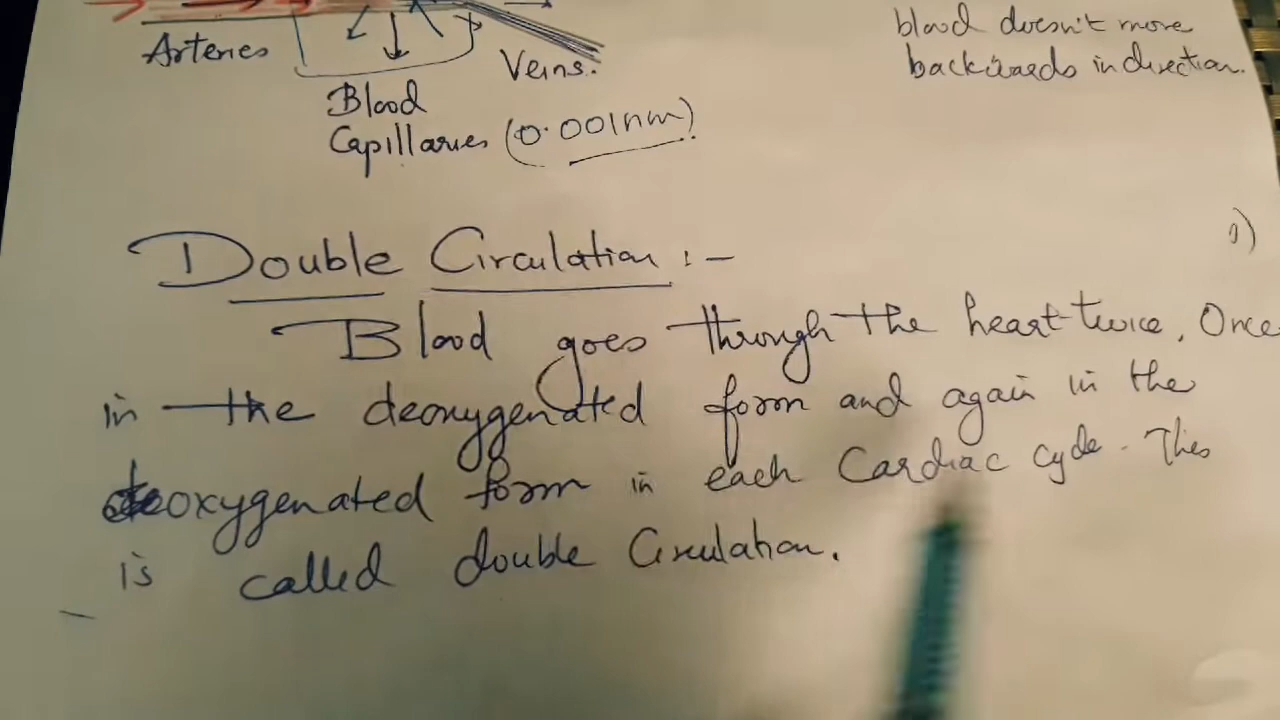 Arteries
Veins.
Blood
Capillaries (0.001nm)
blood doesn't move
backwards in direction.
Double Circulation :-
Blood goes through the heart twice, Once
in the deoxygenated form and again in the
oxygenated form in each Cardiac cycle. This
is called double Circulation.